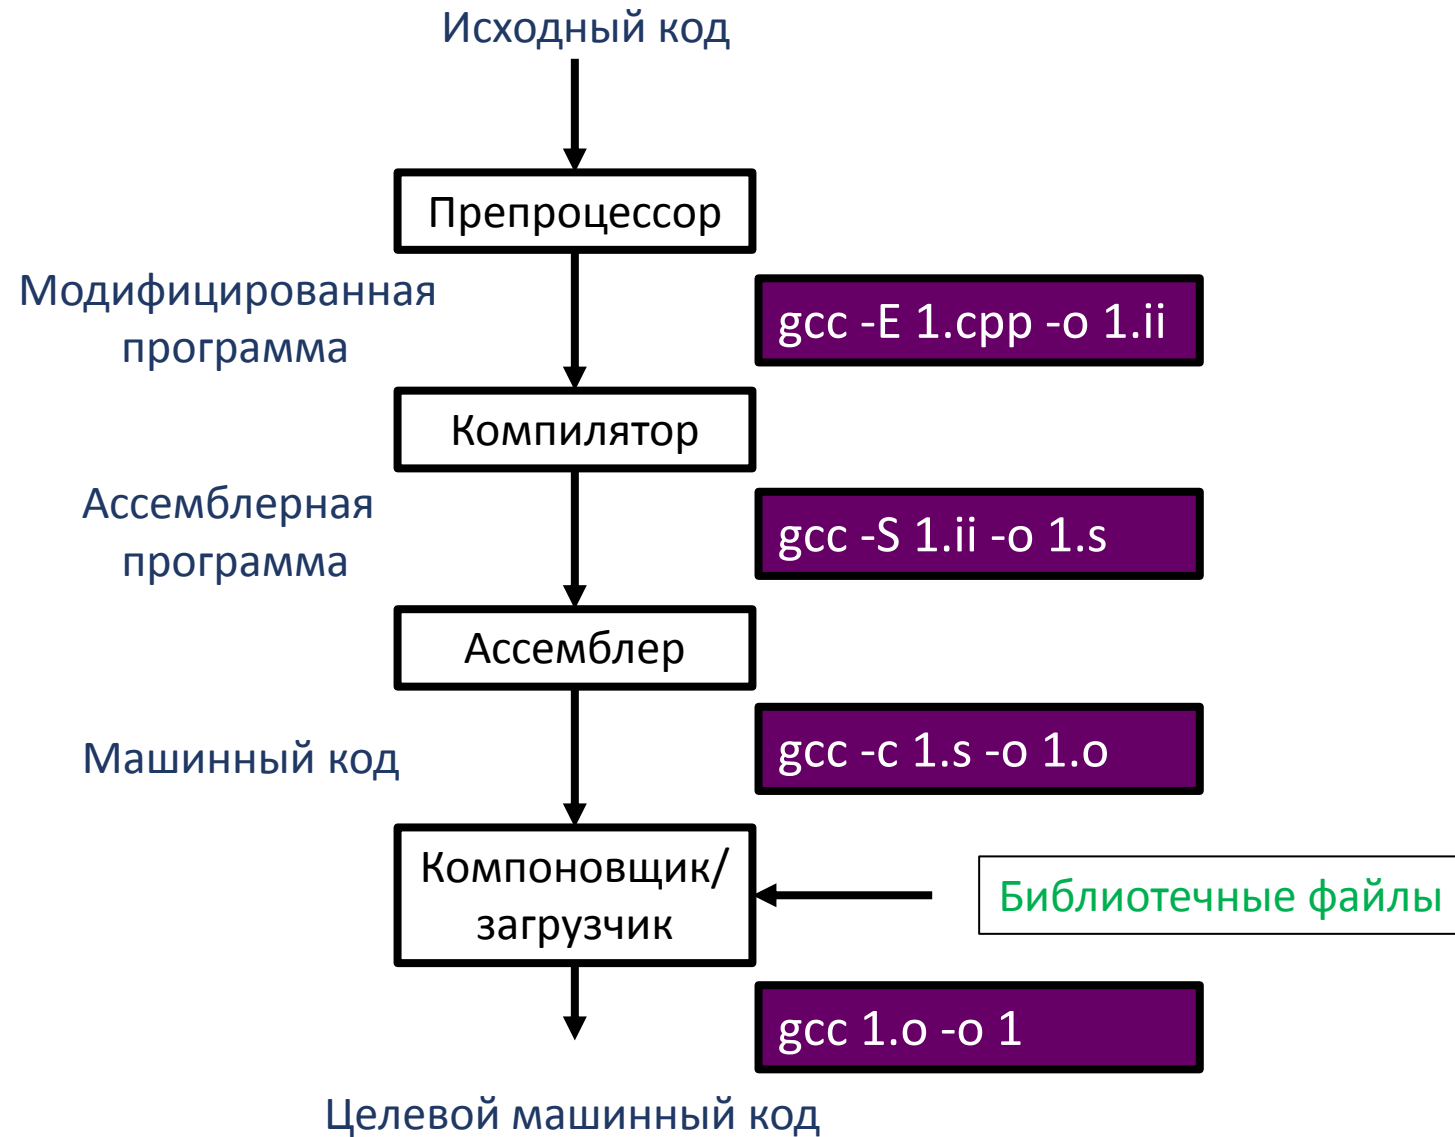 Исходный код
Препроцессор
Модифицированная
программа
gcc -E 1.cpp -o 1.ii
Компилятор
Ассемблерная
программа
gcc -S 1.ii -o 1.s
Ассемблер
Машинный код
gcc -c 1.s -o 1.o
Компоновщик/
загрузчик
Библиотечные файлы
gcc 1.o -o 1
Целевой машинный код